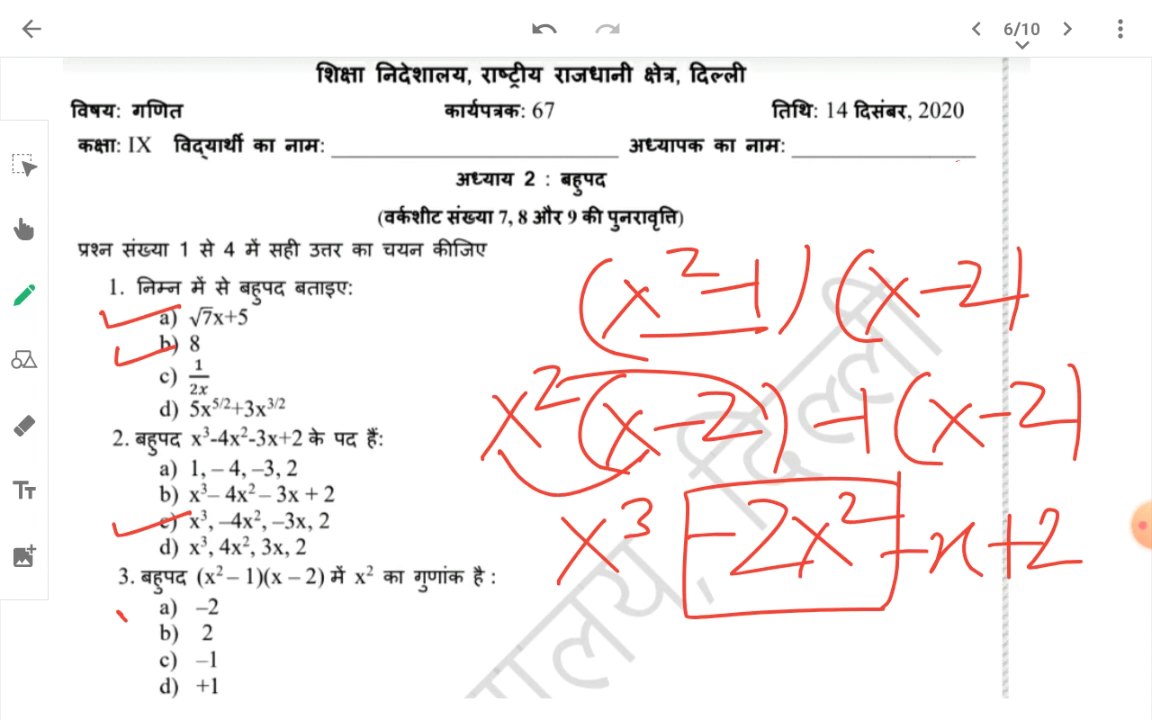 6/10
शिक्षा निदेशालय, राष्ट्रीय राजधानी क्षेत्र, दिल्ली
विषय: गणित कार्यपत्रक: 67 तिथि: 14 दिसंबर, 2020
कक्षा: IX विद्यार्थी का नाम: ____________ अध्यापक का नाम: ____________
अध्याय 2 : बहुपद
(वर्कशीट संख्या 7, 8 और 9 की पुनरावृत्ति)
प्रश्न संख्या 1 से 4 में सही उत्तर का चयन कीजिए
1. निम्न में से बहुपद बताइए:
a) √7x+5
b) 8
c) 1/2x
d) 5x^5/2+3x^3/2
2. बहुपद x³-4x²-3x+2 के पद हैं:
a) 1, – 4, –3, 2
b) x³– 4x² – 3x + 2
c) x³, –4x², –3x, 2
d) x³, 4x², 3x, 2
3. बहुपद (x² – 1)(x – 2) में x² का गुणांक है :
a) –2
b) 2
c) –1
d) +1
(x²-1) (x-2)
x²(x-2) -1(x-2)
x³ -2x² -x+2
Tт
ालय, दिल्ली